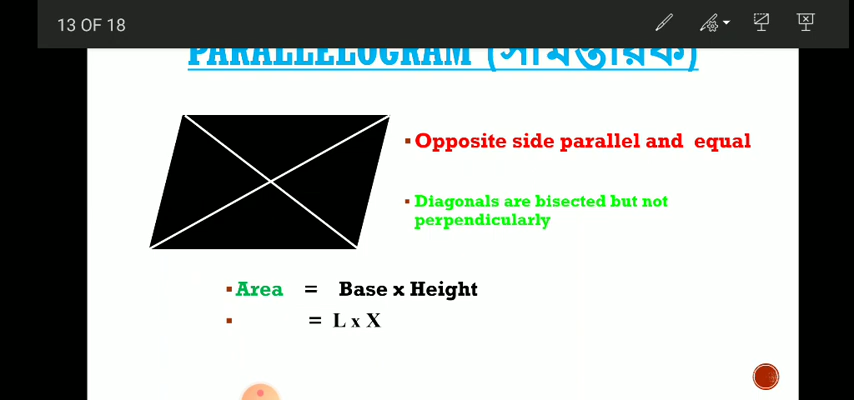 13 OF 18
PARALLELOGRAM (সামন্তরিক)
▪ Opposite side parallel and equal
▪ Diagonals are bisected but not
perpendicularly
▪ Area = Base x Height
▪ = L x X